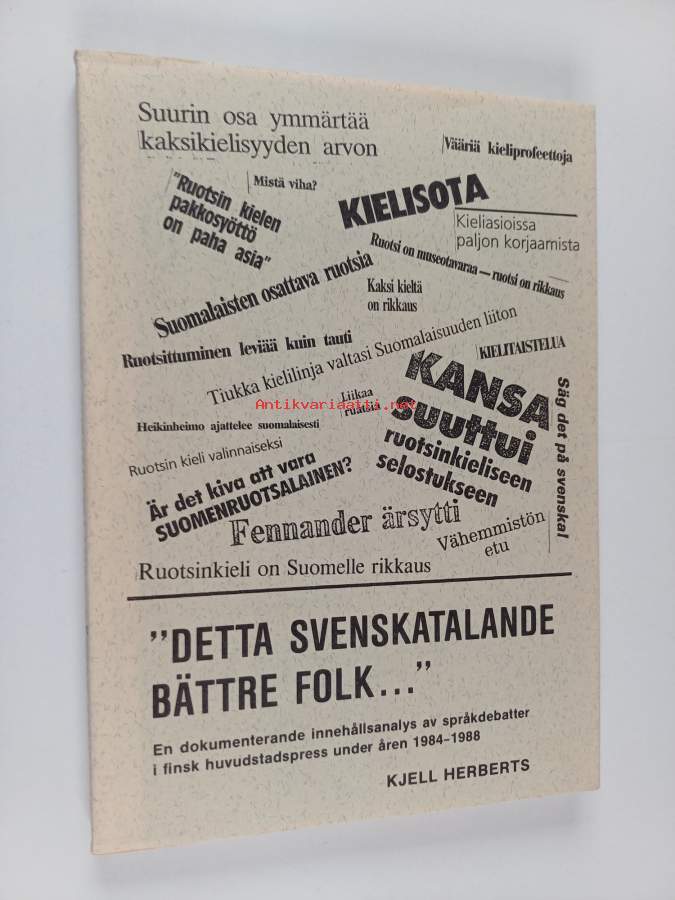 Suurin osa ymmärtää
kaksikielisyyden arvon
Vääriä kieliprofeettoja
Mistä viha?
"Ruotsin kielen
pakkosyöttö
on paha asia"
KIELISOTA
Kieliasioissa
paljon korjaamista
Ruotsi on museotavaraa — ruotsi on rikkaus
Suomalaisten osattava ruotsia
Kaksi kieltä
on rikkaus
Ruotsittuminen leviää kuin tauti
Tiukka kielilinja valtasi Suomalaisuuden liiton
KIELITAISTELUA
KANSA
suuttui
ruotsinkieliseen
selostukseen
Säg det på svenska!
Liikaa
ruotsia
Antikvariaatti.net
Heikinheimo ajattelee suomalaisesti
Ruotsin kieli valinnaiseksi
Är det kiva att vara
SUOMENRUOTSALAINEN?
Fennander ärsytti
Vähemmistön
etu
Ruotsinkieli on Suomelle rikkaus
"DETTA SVENSKATALANDE
BÄTTRE FOLK..."
En dokumenterande innehållsanalys av språkdebatter
i finsk huvudstadspress under åren 1984-1988
KJELL HERBERTS